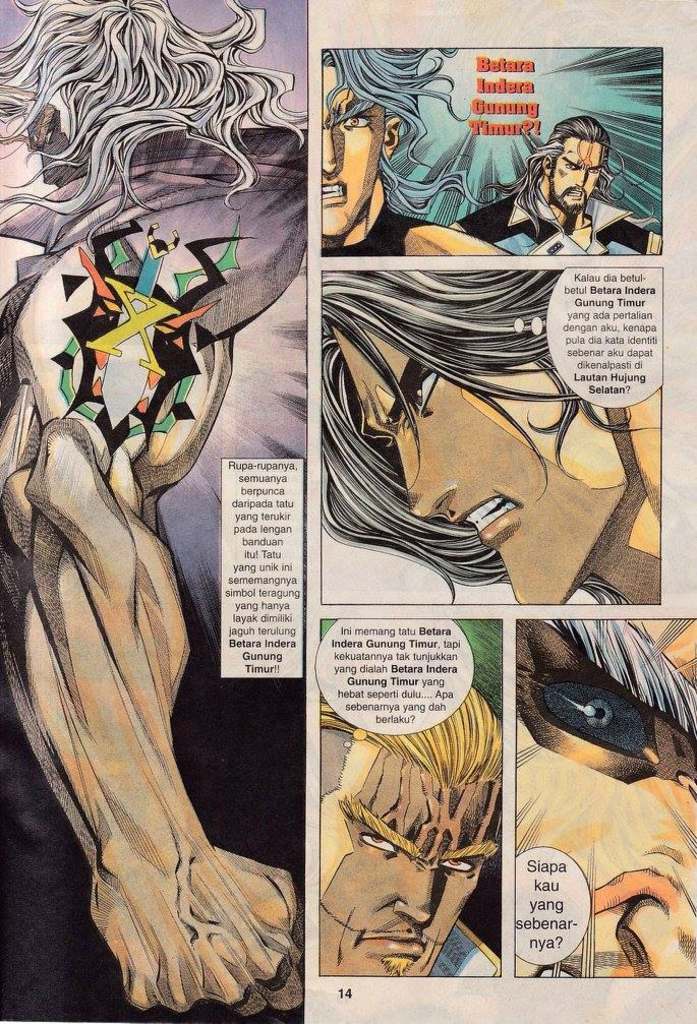 Rupa-rupanya,
semuanya
berpunca
daripada tatu
yang terukir
pada lengan
banduan
itu! Tatu
yang unik ini
sememangnya
simbol teragung
yang hanya
layak dimiliki
jaguh terulung
Betara Indera
Gunung
Timur!!
Betara
Indera
Gunung
Timur?!
Kalau dia betul-
betul Betara Indera
Gunung Timur
yang ada pertalian
dengan aku, kenapa
pula dia kata identiti
sebenar aku dapat
dikenalpasti di
Lautan Hujung
Selatan?
Ini memang tatu Betara
Indera Gunung Timur, tapi
kekuatannya tak tunjukkan
yang dialah Betara Indera
Gunung Timur yang
hebat seperti dulu.... Apa
sebenarnya yang dah
berlaku?
Siapa
kau
yang
sebenar-
nya?
14